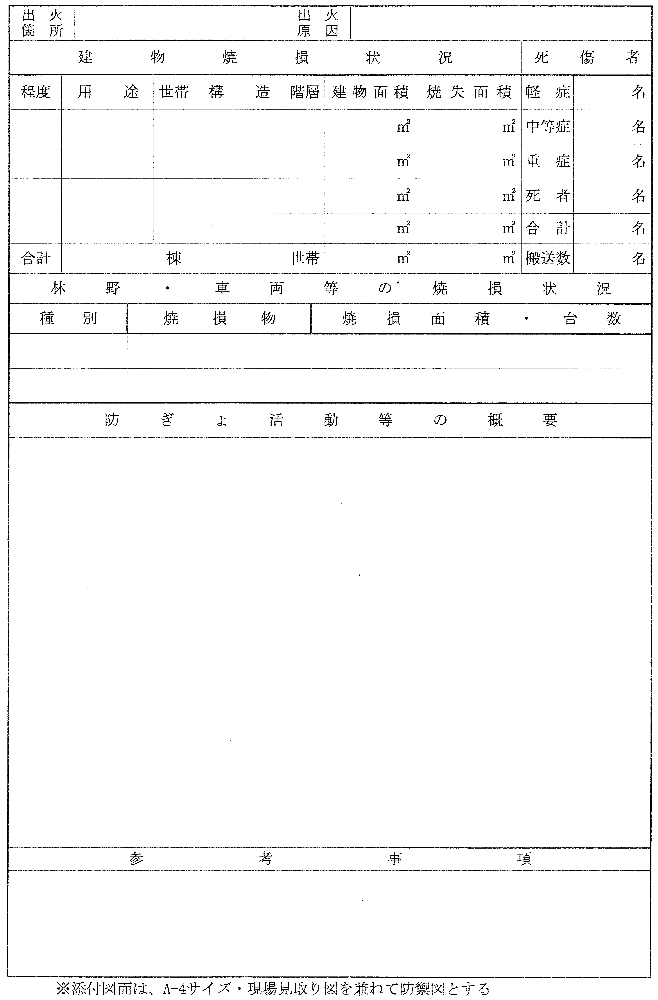 出火箇所 出火原因
建物焼損状況 死傷者
程度 用途 世帯 構造 階層 建物面積 焼失面積 軽症 名
㎡ ㎡ 中等症 名
㎡ ㎡ 重症 名
㎡ ㎡ 死者 名
㎡ ㎡ 合計 名
合計 棟 世帯 ㎡ ㎡ 搬送数 名
林野・車両等の焼損状況
種別 焼損物 焼損面積・台数
防ぎょ活動等の概要
参考事項
※添付図面は、A-4サイズ・現場見取り図を兼ねて防禦図とする